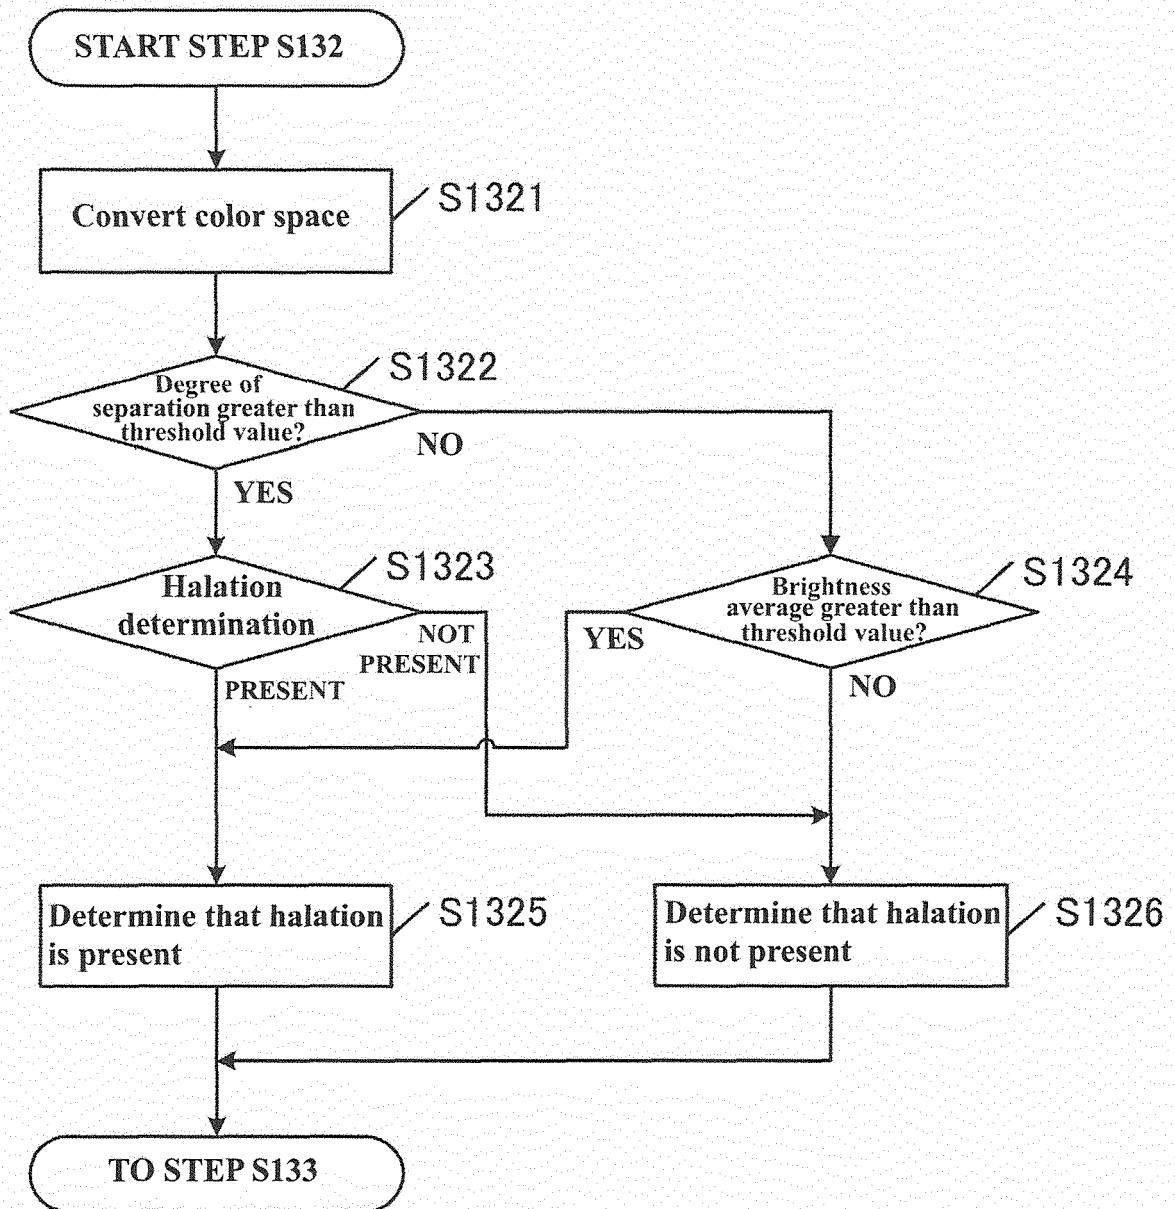 START STEP S132
Convert color space
S1321
Degree of
separation greater than
threshold value?
S1322
NO
YES
Halation
determination
S1323
NOT
PRESENT
PRESENT
Brightness
average greater than
threshold value?
S1324
YES
NO
Determine that halation
is present
S1325
Determine that halation
is not present
S1326
TO STEP S133